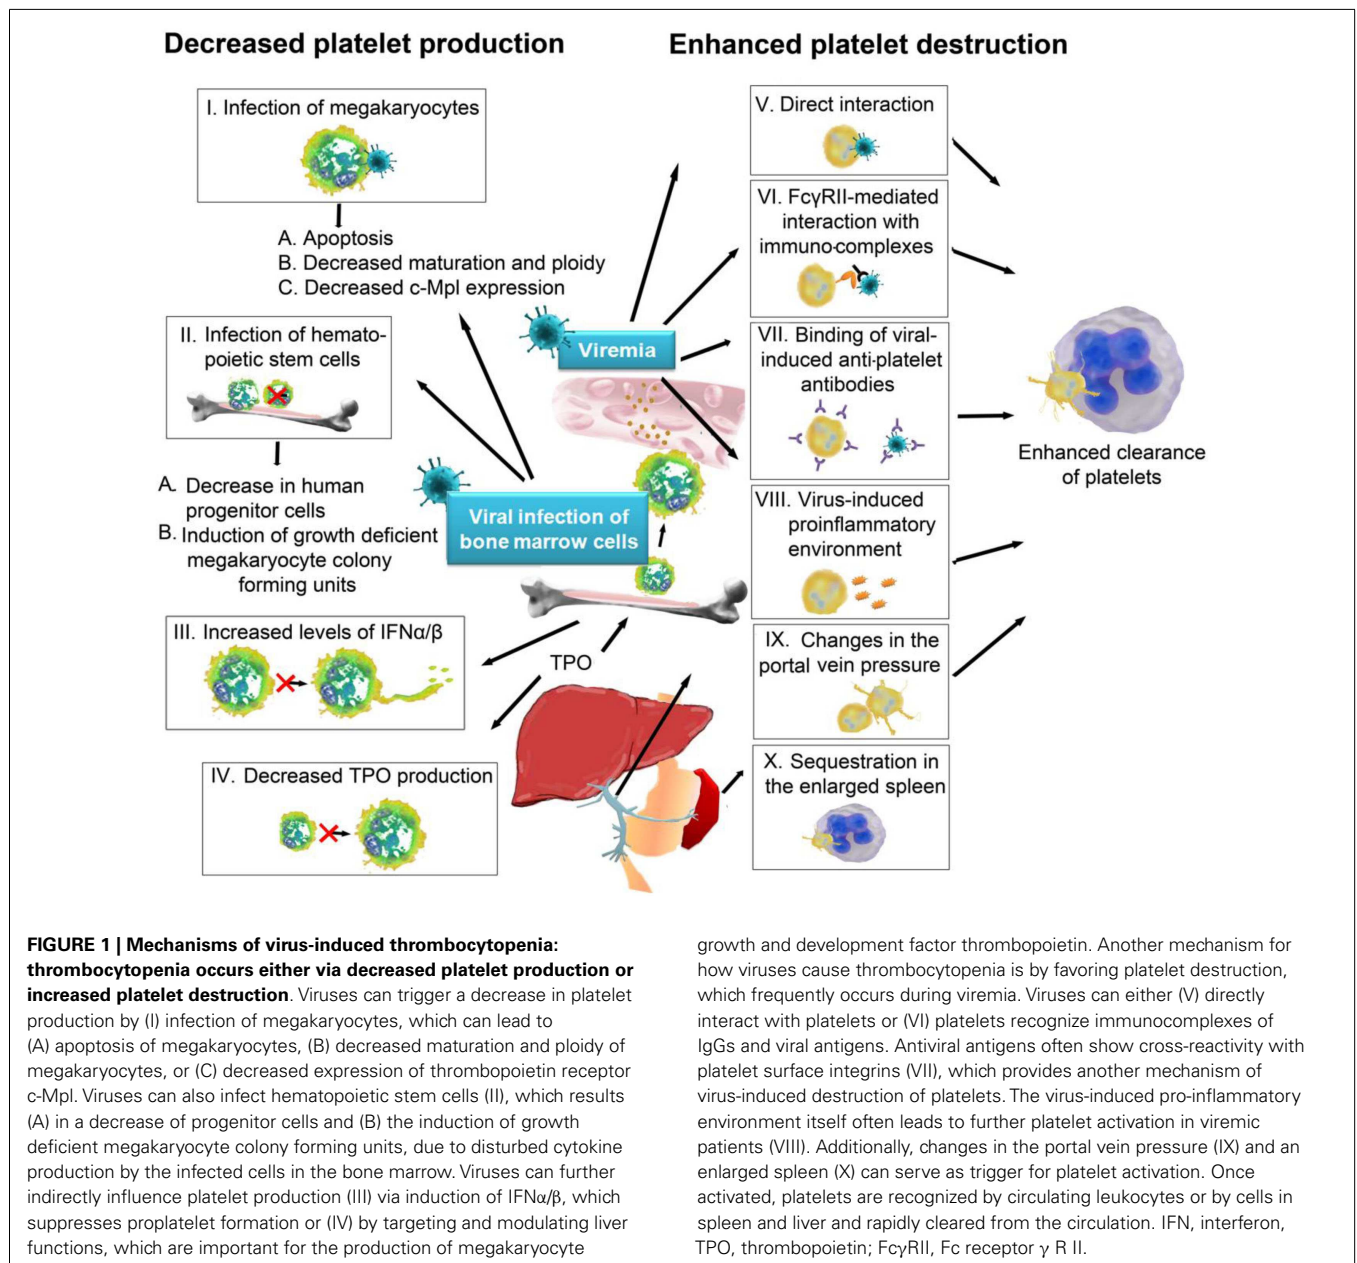 Decreased platelet production
Enhanced platelet destruction
I. Infection of megakaryocytes
A. Apoptosis
B. Decreased maturation and ploidy
C. Decreased c-Mpl expression
II. Infection of hemato-
poietic stem cells
A. Decrease in human
progenitor cells
B. Induction of growth deficient
megakaryocyte colony
forming units
III. Increased levels of IFNα/β
IV. Decreased TPO production
Viremia
Viral infection of
bone marrow cells
TPO
V. Direct interaction
VI. FcγRII-mediated
interaction with
immuno-complexes
VII. Binding of viral-
induced anti-platelet
antibodies
VIII. Virus-induced
proinflammatory
environment
IX. Changes in the
portal vein pressure
X. Sequestration in
the enlarged spleen
Enhanced clearance
of platelets
FIGURE 1 | Mechanisms of virus-induced thrombocytopenia:
thrombocytopenia occurs either via decreased platelet production or
increased platelet destruction. Viruses can trigger a decrease in platelet
production by (I) infection of megakaryocytes, which can lead to
(A) apoptosis of megakaryocytes, (B) decreased maturation and ploidy of
megakaryocytes, or (C) decreased expression of thrombopoietin receptor
c-Mpl. Viruses can also infect hematopoietic stem cells (II), which results
(A) in a decrease of progenitor cells and (B) the induction of growth
deficient megakaryocyte colony forming units, due to disturbed cytokine
production by the infected cells in the bone marrow. Viruses can further
indirectly influence platelet production (III) via induction of IFNα/β, which
suppresses proplatelet formation or (IV) by targeting and modulating liver
functions, which are important for the production of megakaryocyte
growth and development factor thrombopoietin. Another mechanism for
how viruses cause thrombocytopenia is by favoring platelet destruction,
which frequently occurs during viremia. Viruses can either (V) directly
interact with platelets or (VI) platelets recognize immunocomplexes of
IgGs and viral antigens. Antiviral antigens often show cross-reactivity with
platelet surface integrins (VII), which provides another mechanism of
virus-induced destruction of platelets. The virus-induced pro-inflammatory
environment itself often leads to further platelet activation in viremic
patients (VIII). Additionally, changes in the portal vein pressure (IX) and an
enlarged spleen (X) can serve as trigger for platelet activation. Once
activated, platelets are recognized by circulating leukocytes or by cells in
spleen and liver and rapidly cleared from the circulation. IFN, interferon,
TPO, thrombopoietin; FcγRII, Fc receptor γ R II.